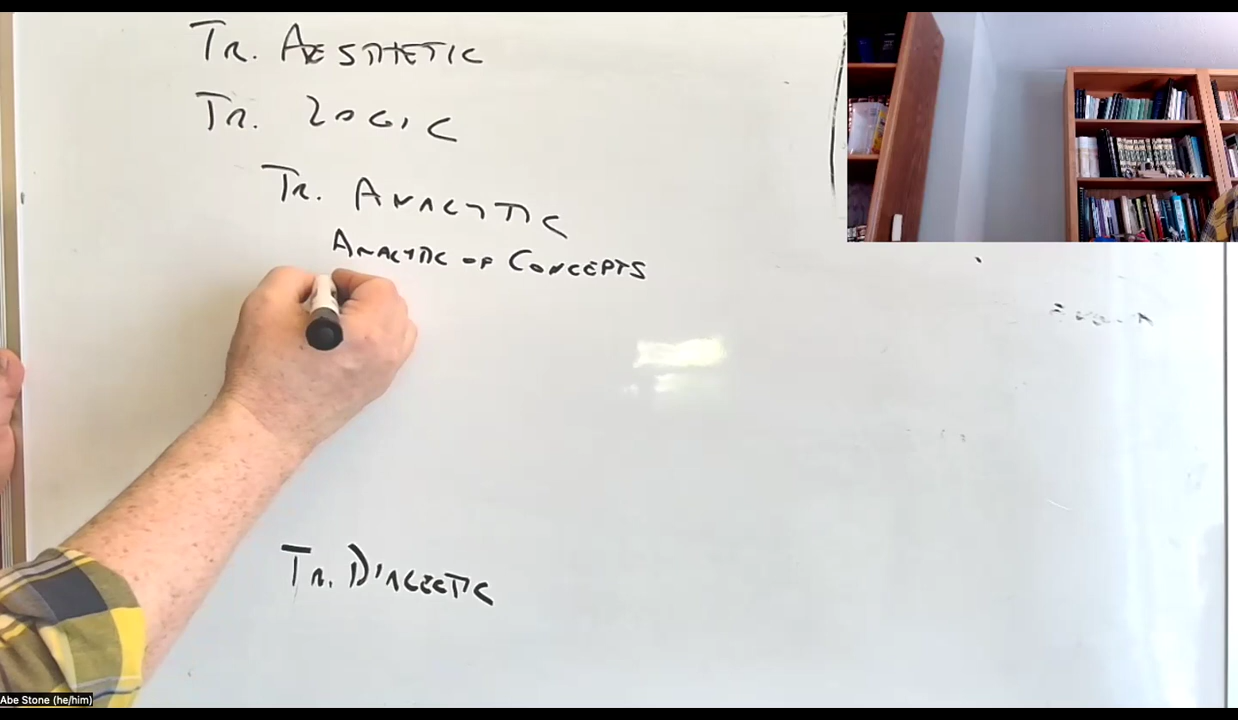 TR. AESTHETIC
TR. LOGIC
TR. ANALYTIC
ANALYTIC OF CONCEPTS
TR. DIALECTIC
Abe Stone (he/him)